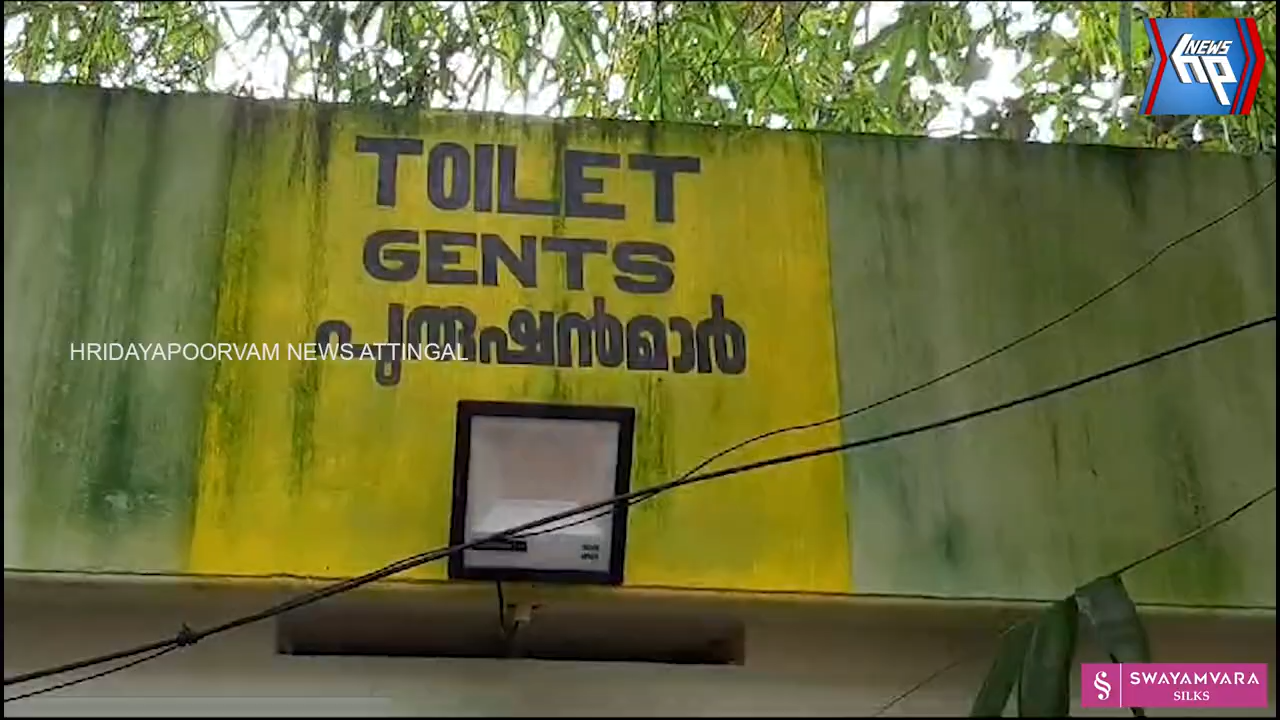 NEWS
hp
TOILET
GENTS
പുരുഷൻമാർ
HRIDAYAPOORVAM NEWS ATTINGAL
SWAYAMVARA
SILKS